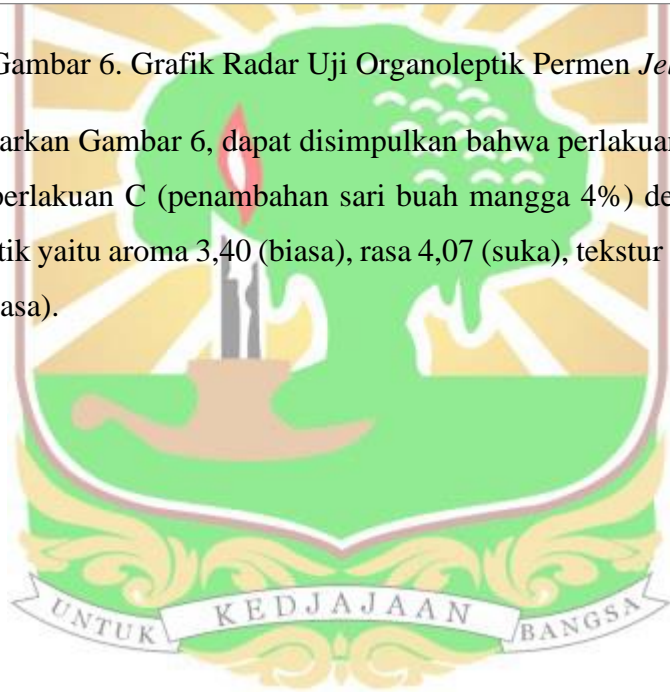 Gambar 6. Grafik Radar Uji Organoleptik Permen
arkan Gambar 6, dapat disimpulkan bahwa perlakuan
perlakuan C (penambahan sari buah mangga 4%) de
tik yaitu aroma 3,40 (biasa), rasa 4,07 (suka), tekstur
asa).
UNTUK KEDJAJAAN BANGSA